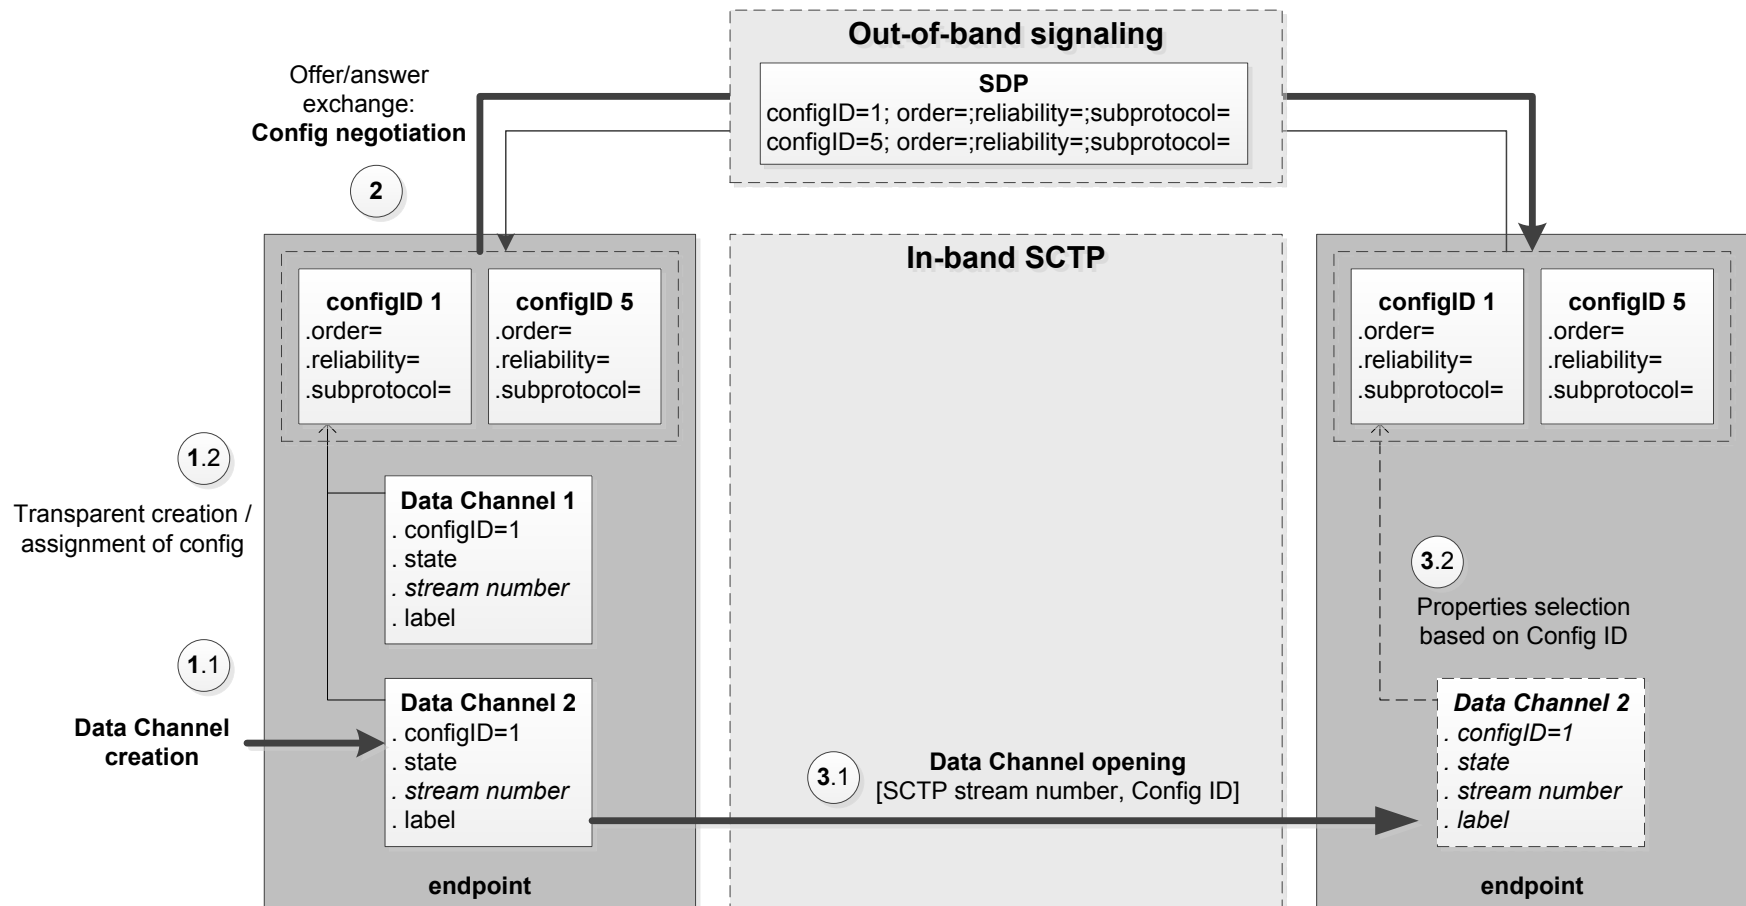 Out-of-band signaling
SDP
configID=1; order=;reliability=;subprotocol=
configID=5; order=;reliability=;subprotocol=
Offer/answer
exchange:
Config negotiation
2
configID 1
.order=
.reliability=
.subprotocol=
configID 5
.order=
.reliability=
.subprotocol=
In-band SCTP
configID 1
.order=
.reliability=
.subprotocol=
configID 5
.order=
.reliability=
.subprotocol=
1.2
Transparent creation /
assignment of config
Data Channel 1
. configID=1
. state
. stream number
. label
1.1
Data Channel
creation
Data Channel 2
. configID=1
. state
. stream number
. label
endpoint
3.1
Data Channel opening
[SCTP stream number, Config ID]
3.2
Properties selection
based on Config ID
Data Channel 2
. configID=1
. state
. stream number
. label
endpoint